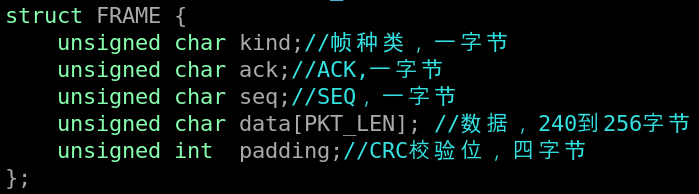 struct FRAME {
    unsigned char kind;//帧种类，一字节
    unsigned char ack;//ACK,一字节
    unsigned char seq;//SEQ，一字节
    unsigned char data[PKT_LEN]; //数据，240到256字节
    unsigned int  padding;//CRC校验位，四字节
};